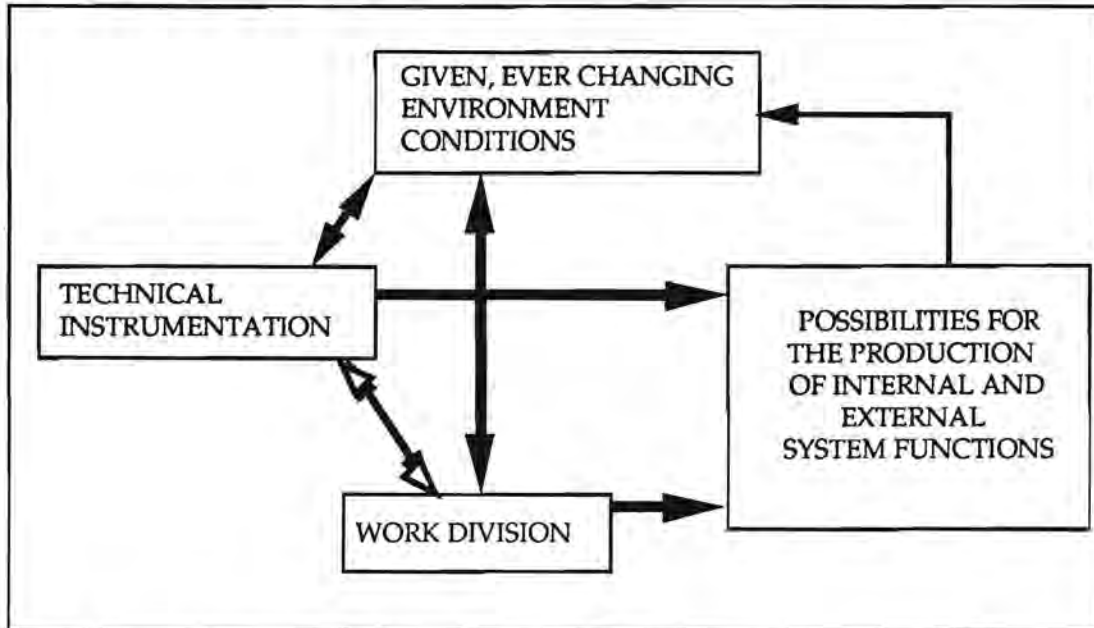 GIVEN, EVER CHANGING
ENVIRONMENT
CONDITIONS
TECHNICAL
INSTRUMENTATION
POSSIBILITIES FOR
THE PRODUCTION
OF INTERNAL AND
EXTERNAL
SYSTEM FUNCTIONS
WORK DIVISION